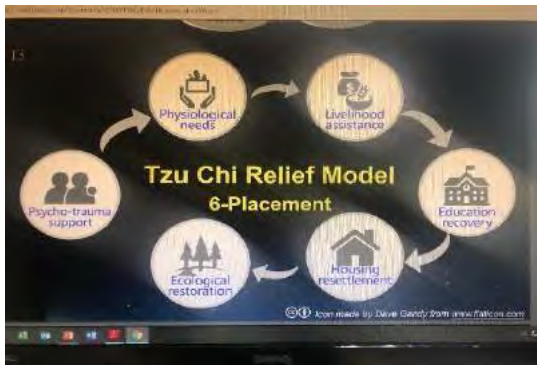 13
Physiological
needs
Livelihood
assistance
Tzu Chi Relief Model
6-Placement
Psycho-trauma
support
Education
recovery
Ecological
restoration
Housing
resettlement
Icon made by Dave Gandy from www.flaticon.com